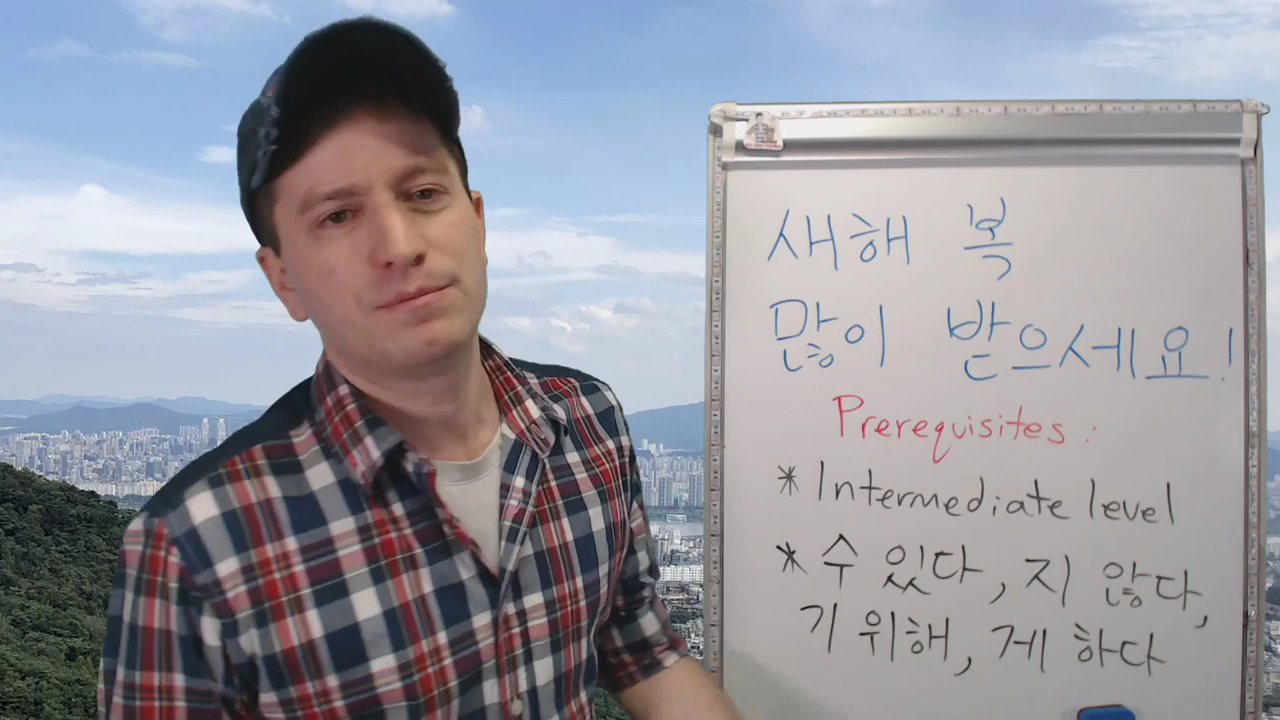 새해 복
많이 받으세요!
Prerequisites:
* Intermediate level
* 수 있다, 지 않다,
기 위해, 게 하다